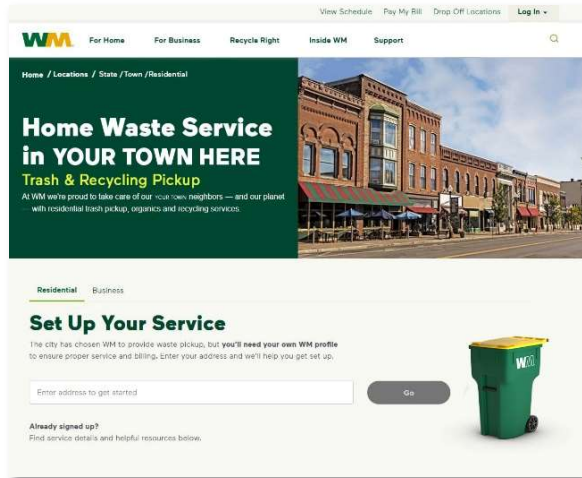 View Schedule Pay My Bill Drop Off Locations Log In
WM For Home For Business Recycle Right Inside WM Support
Home / Locations / State /Town /Residential
Home Waste Service
in YOUR TOWN HERE
Trash & Recycling Pickup
At WM we're proud to take care of our YOUR TOWN neighbors — and our planet
— with residential trash pickup, organics and recycling services.
Residential Business
Set Up Your Service
The city has chosen WM to provide waste pickup, but you'll need your own WM profile
to ensure proper service and billing. Enter your address and we'll help you get set up.
Enter address to get started Go
WM
Already signed up?
Find service details and helpful resources below.